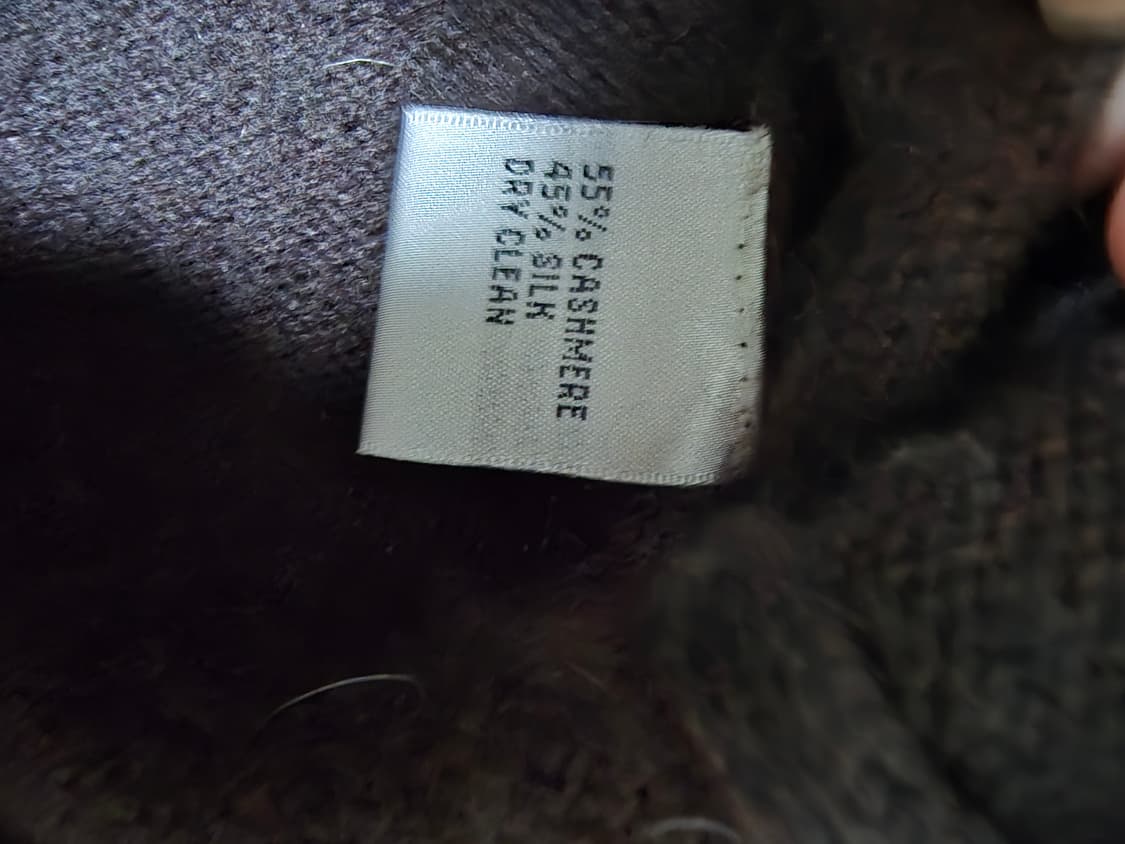 55% CASHMERE
45% SILK
DRY CLEAN